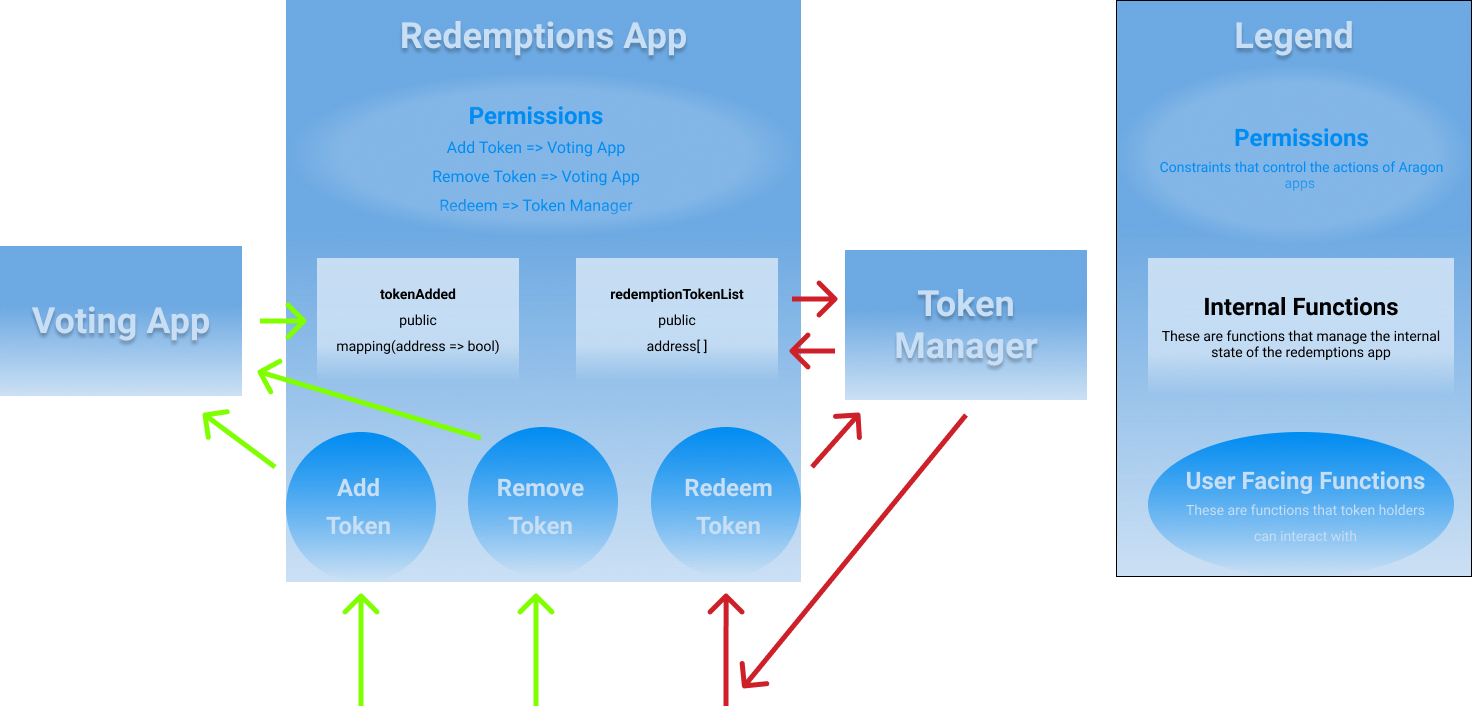 Redemptions App
Permissions
Add Token => Voting App
Remove Token => Voting App
Redeem => Token Manager
Voting App
tokenAdded
public
mapping(address => bool)
redemptionTokenList
public
address[ ]
Token
Manager
Add
Token
Remove
Token
Redeem
Token
Legend
Permissions
Constraints that control the actions of Aragon
apps
Internal Functions
These are functions that manage the internal
state of the redemptions app
User Facing Functions
These are functions that token holders
can interact with